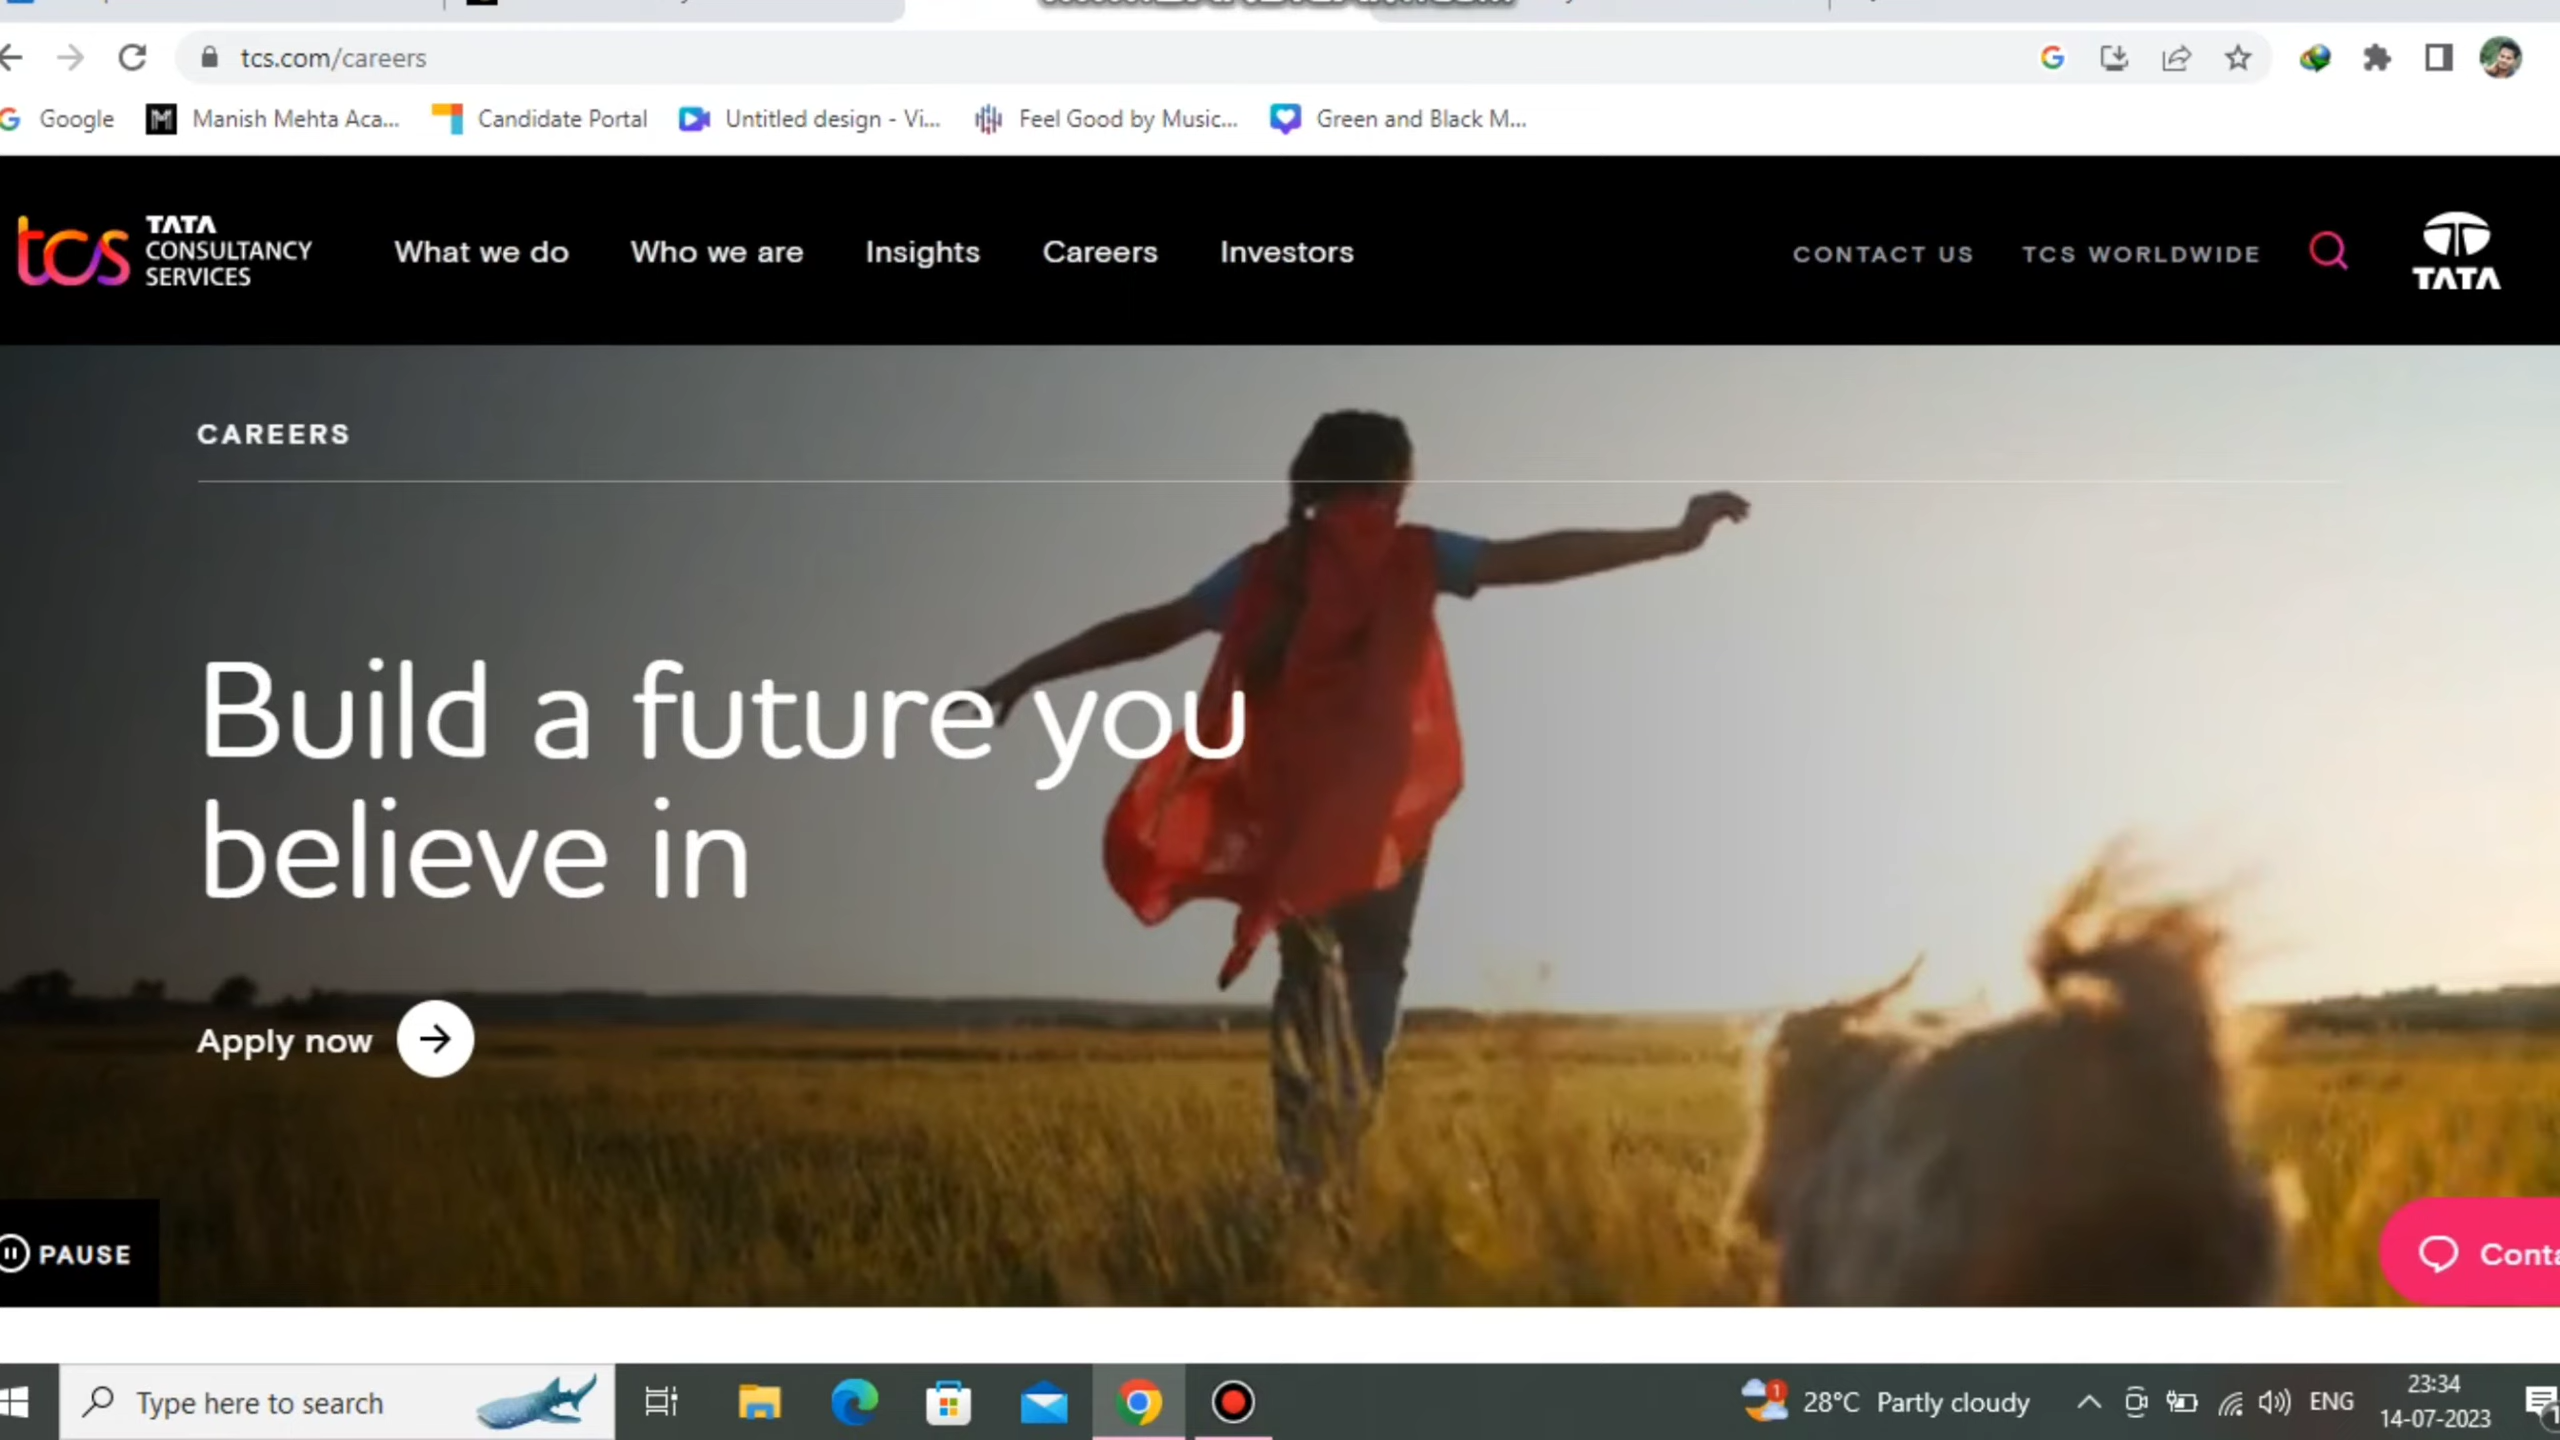 tcs.com/careers
Google
Manish Mehta Aca...
Candidate Portal
Untitled design - Vi...
Feel Good by Music...
Green and Black M...
tcs TATA
CONSULTANCY
SERVICES
What we do
Who we are
Insights
Careers
Investors
CONTACT US
TCS WORLDWIDE
TATA
CAREERS
Build a future you
believe in
Apply now
PAUSE
Conta
Type here to search
1
28°C Partly cloudy
ENG
23:34
14-07-2023
1